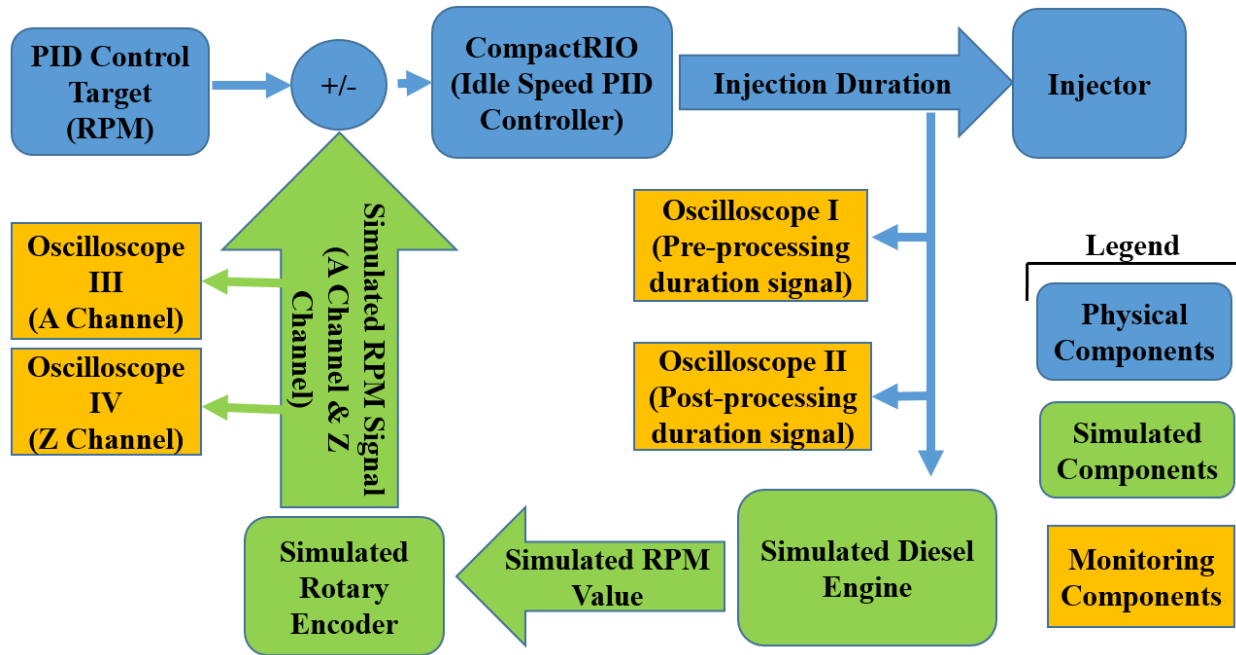 PID Control
Target
(RPM)
+/-
CompactRIO
(Idle Speed PID
Controller)
Injection Duration
Injector
Oscilloscope
III
(A Channel)
Oscilloscope
IV
(Z Channel)
Simulated RPM Signal
(A Channel & Z
Channel)
Oscilloscope I
(Pre-processing
duration signal)
Oscilloscope II
(Post-processing
duration signal)
Legend
Physical
Components
Simulated
Components
Monitoring
Components
Simulated
Rotary
Encoder
Simulated RPM
Value
Simulated Diesel
Engine